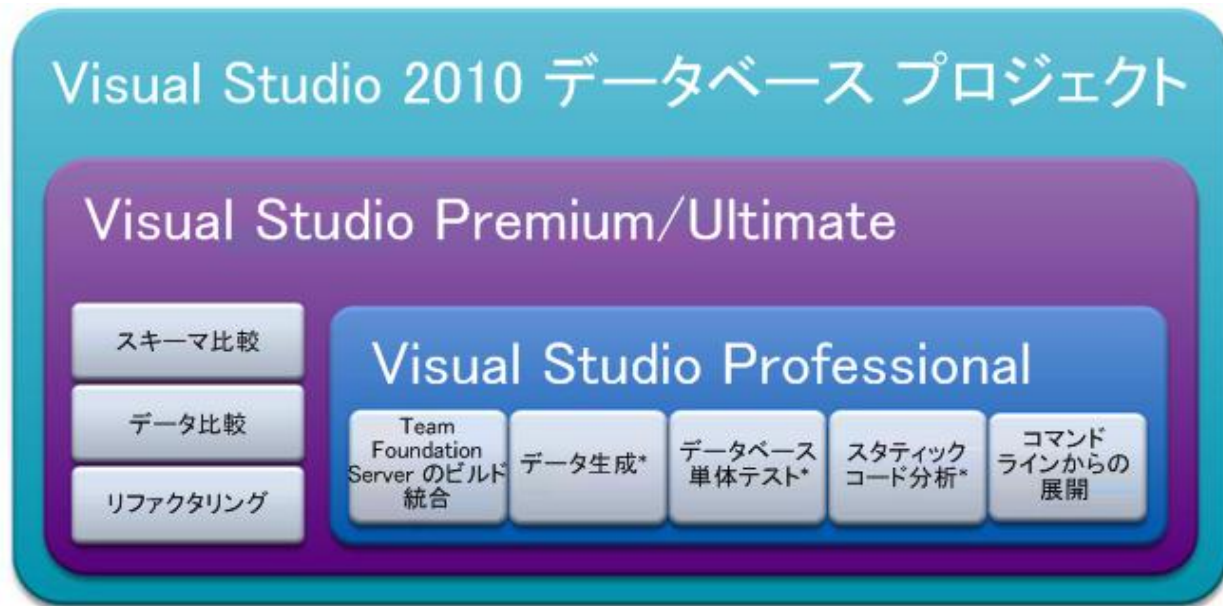 Visual Studio 2010 データベース プロジェクト
Visual Studio Premium/Ultimate
スキーマ比較
データ比較
リファクタリング
Visual Studio Professional
Team
Foundation
Server のビルド
統合
データ生成*
データベース
単体テスト*
スタティック
コード分析*
コマンド
ラインからの
展開